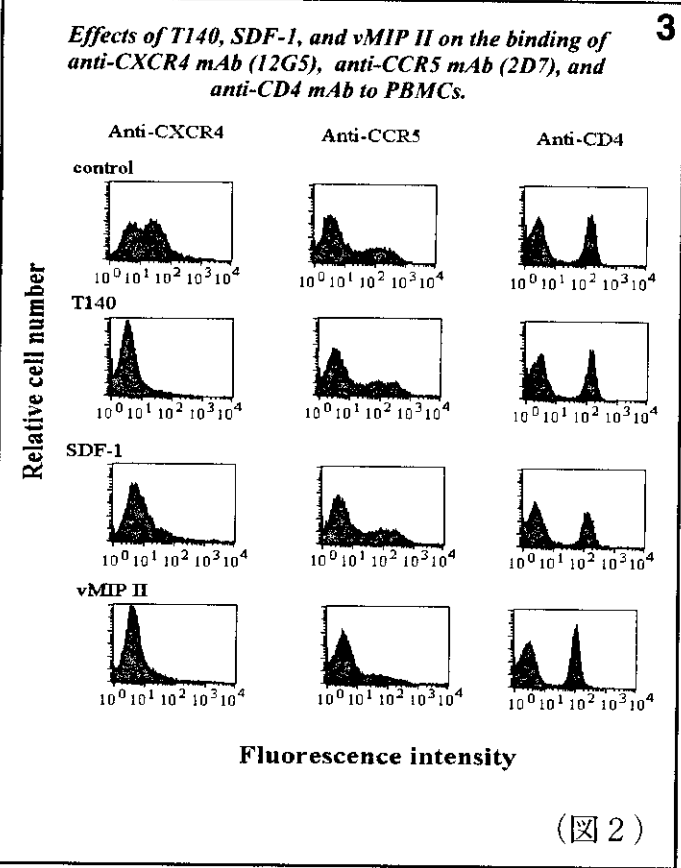 3
Effects of T140, SDF-1, and vMIP II on the binding of
anti-CXCR4 mAb (12G5), anti-CCR5 mAb (2D7), and
anti-CD4 mAb to PBMCs.
Anti-CXCR4 Anti-CCR5 Anti-CD4
control
10⁰ 10¹ 10² 10³ 10⁴ 10⁰ 10¹ 10² 10³ 10⁴ 10⁰ 10¹ 10² 10³ 10⁴
T140
10⁰ 10¹ 10² 10³ 10⁴ 10⁰ 10¹ 10² 10³ 10⁴ 10⁰ 10¹ 10² 10³ 10⁴
SDF-1
10⁰ 10¹ 10² 10³ 10⁴ 10⁰ 10¹ 10² 10³ 10⁴ 10⁰ 10¹ 10² 10³ 10⁴
vMIP II
10⁰ 10¹ 10² 10³ 10⁴ 10⁰ 10¹ 10² 10³ 10⁴ 10⁰ 10¹ 10² 10³ 10⁴
Relative cell number
Fluorescence intensity
(図2)